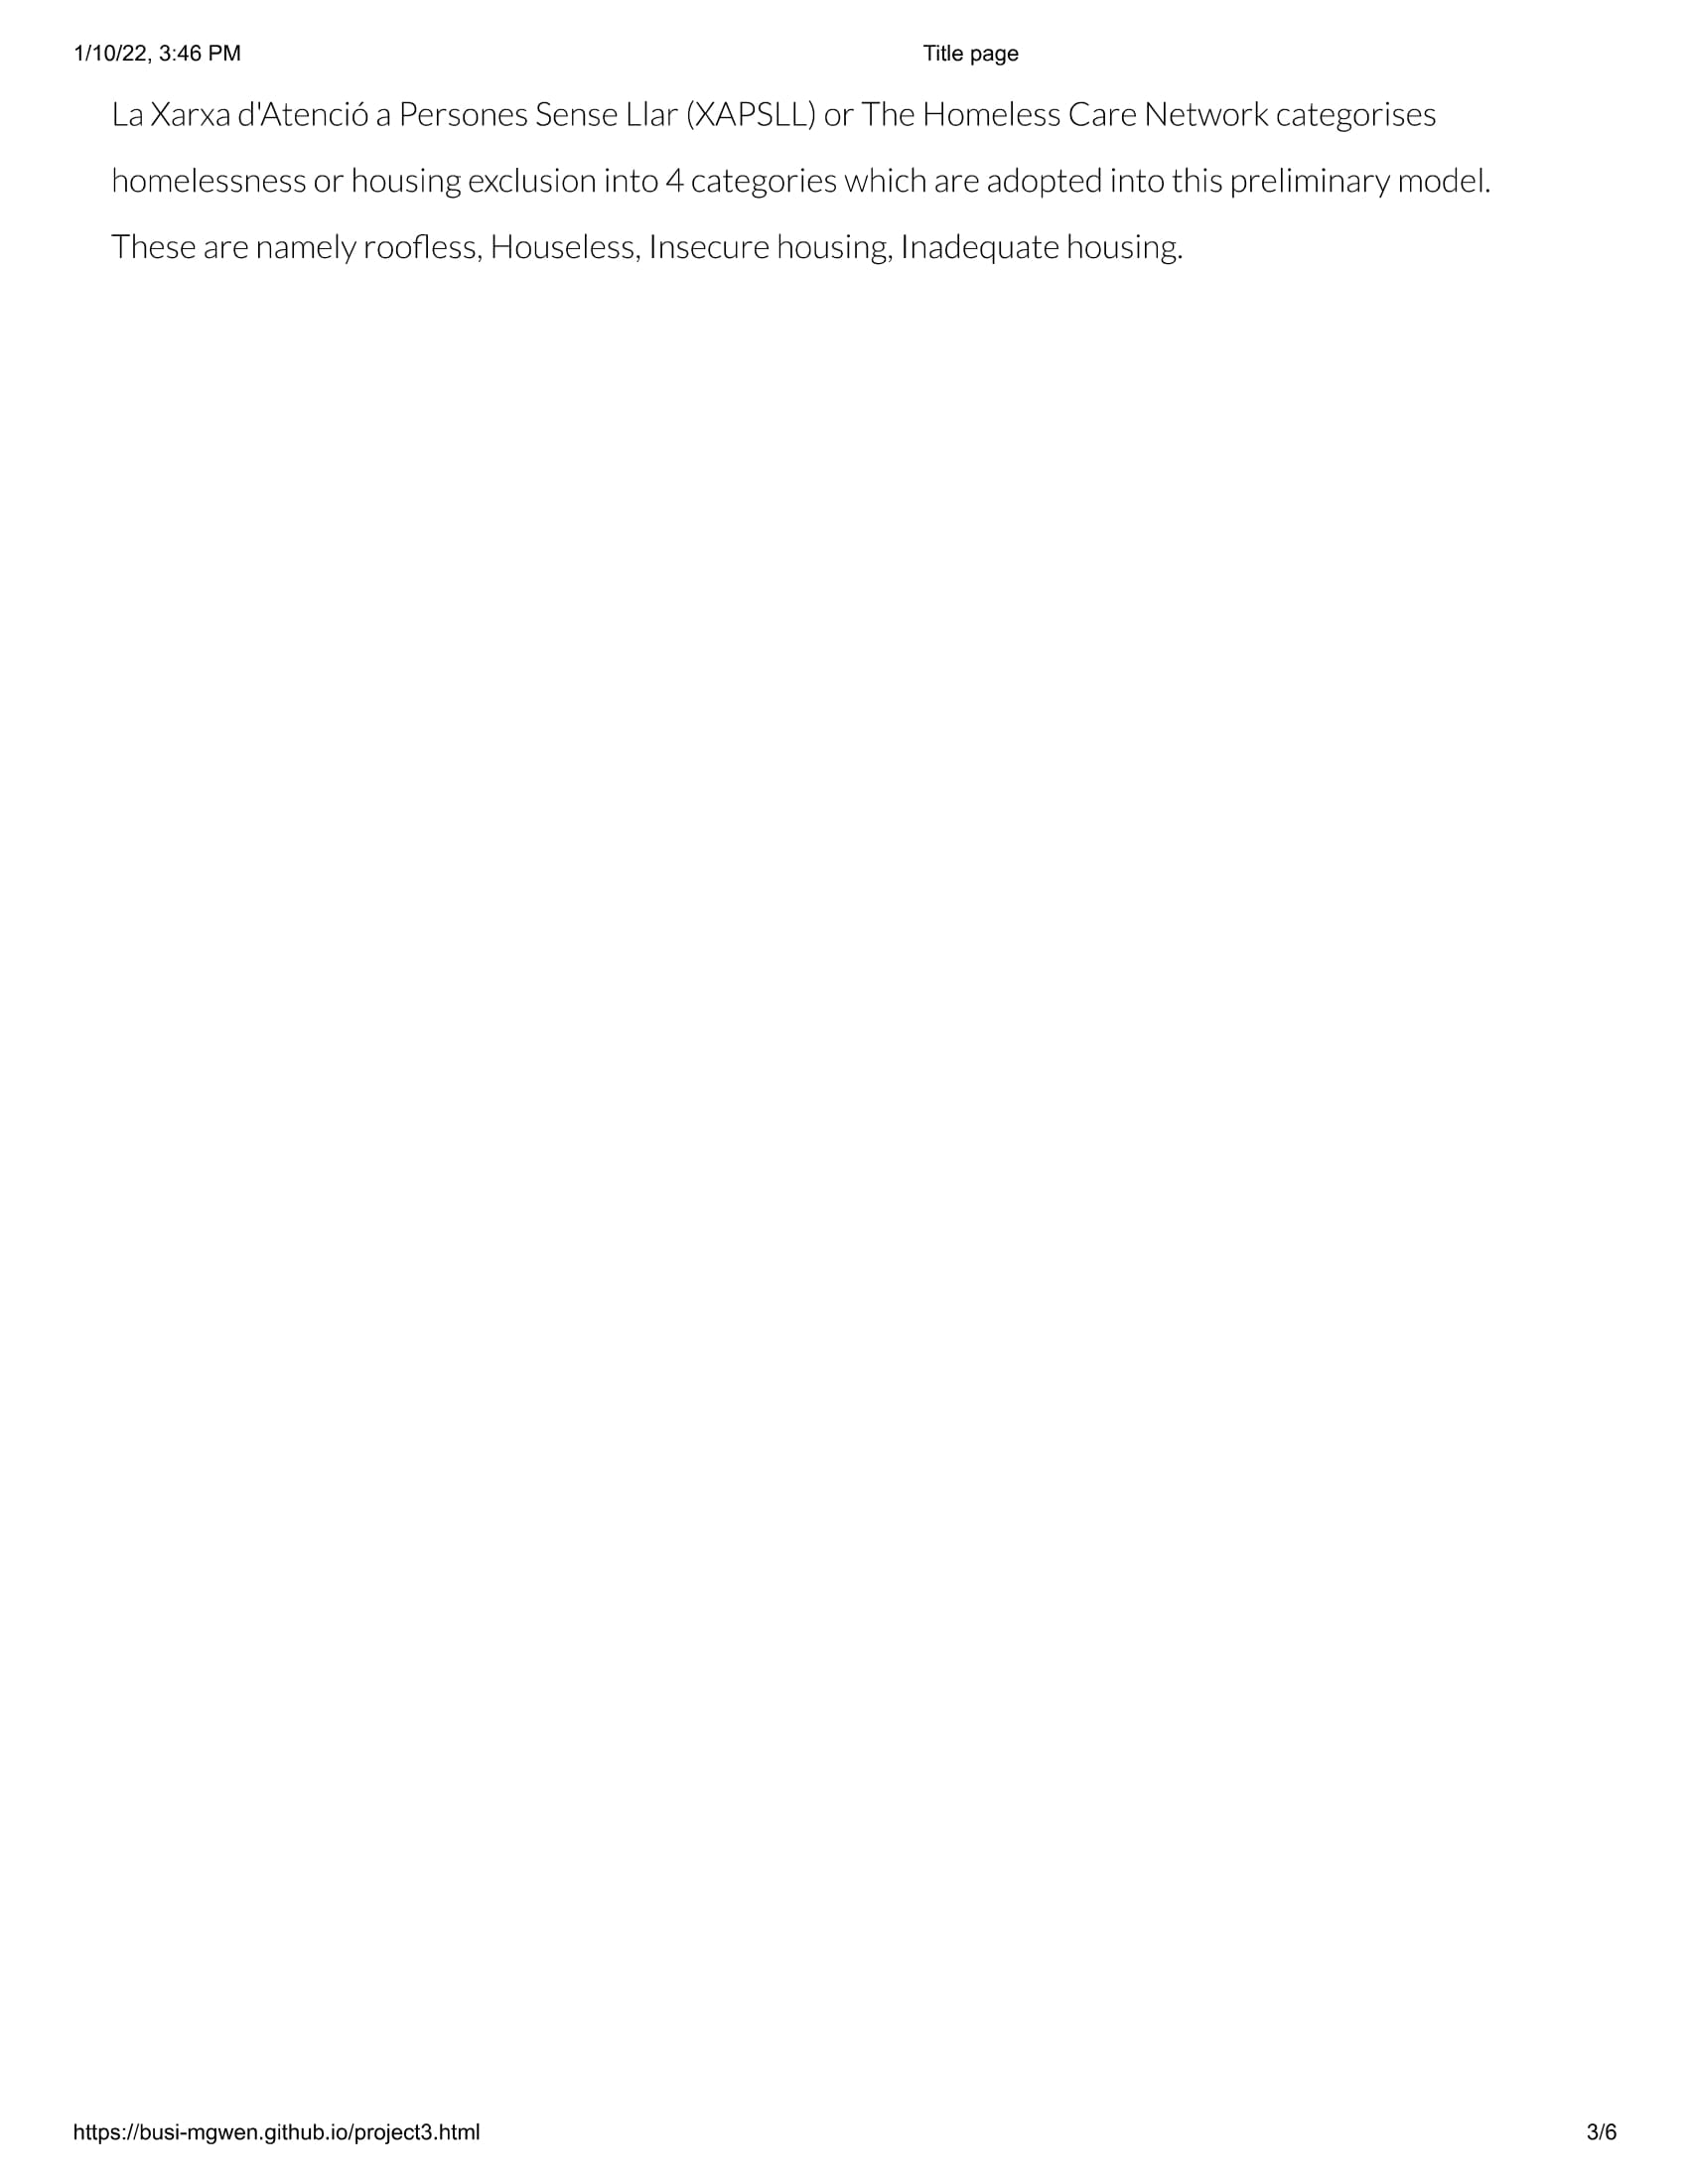 1/10/22, 3:46 PM Title page
La Xarxa d'Atenció a Persones Sense Llar (XAPSLL) or The Homeless Care Network categorises
homelessness or housing exclusion into 4 categories which are adopted into this preliminary model.
These are namely roofless, Houseless, Insecure housing, Inadequate housing.
https://busi-mgwen.github.io/project3.html 3/6